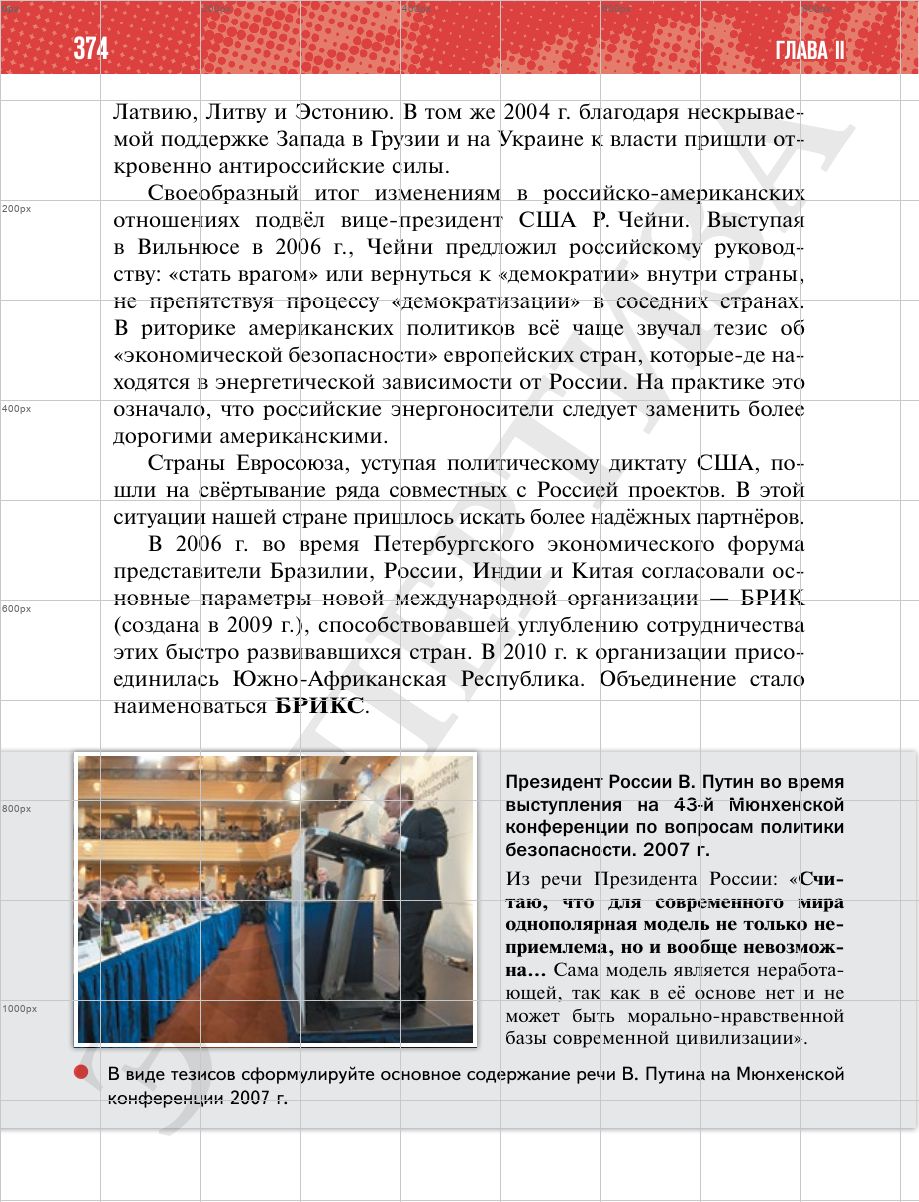 374
ГЛАВА II
Латвию, Литву и Эстонию. В том же 2004 г. благодаря нескрывае-
мой поддержке Запада в Грузии и на Украине к власти пришли от-
кровенно антироссийские силы.
Своеобразный итог изменениям в российско-американских
отношениях подвёл вице-президент США Р. Чейни. Выступая
в Вильнюсе в 2006 г., Чейни предложил российскому руковод-
ству: «стать врагом» или вернуться к «демократии» внутри страны,
не препятствуя процессу «демократизации» в соседних странах.
В риторике американских политиков всё чаще звучал тезис об
«экономической безопасности» европейских стран, которые-де на-
ходятся в энергетической зависимости от России. На практике это
означало, что российские энергоносители следует заменить более
дорогими американскими.
Страны Евросоюза, уступая политическому диктату США, по-
шли на свёртывание ряда совместных с Россией проектов. В этой
ситуации нашей стране пришлось искать более надёжных партнёров.
В 2006 г. во время Петербургского экономического форума
представители Бразилии, России, Индии и Китая согласовали ос-
новные параметры новой международной организации — БРИК
(создана в 2009 г.), способствовавшей углублению сотрудничества
этих быстро развивавшихся стран. В 2010 г. к организации присо-
единилась Южно-Африканская Республика. Объединение стало
наименоваться БРИКС.
Президент России В. Путин во время
выступления на 43-й Мюнхенской
конференции по вопросам политики
безопасности. 2007 г.
Из речи Президента России: «Счи-
таю, что для современного мира
однополярная модель не только не-
приемлема, но и вообще невозмож-
на... Сама модель является неработа-
ющей, так как в её основе нет и не
может быть морально-нравственной
базы современной цивилизации».
В виде тезисов сформулируйте основное содержание речи В. Путина на Мюнхенской
конференции 2007 г.
200px
400px
600px
800px
1000px
ЭКСПЕРТИЗА